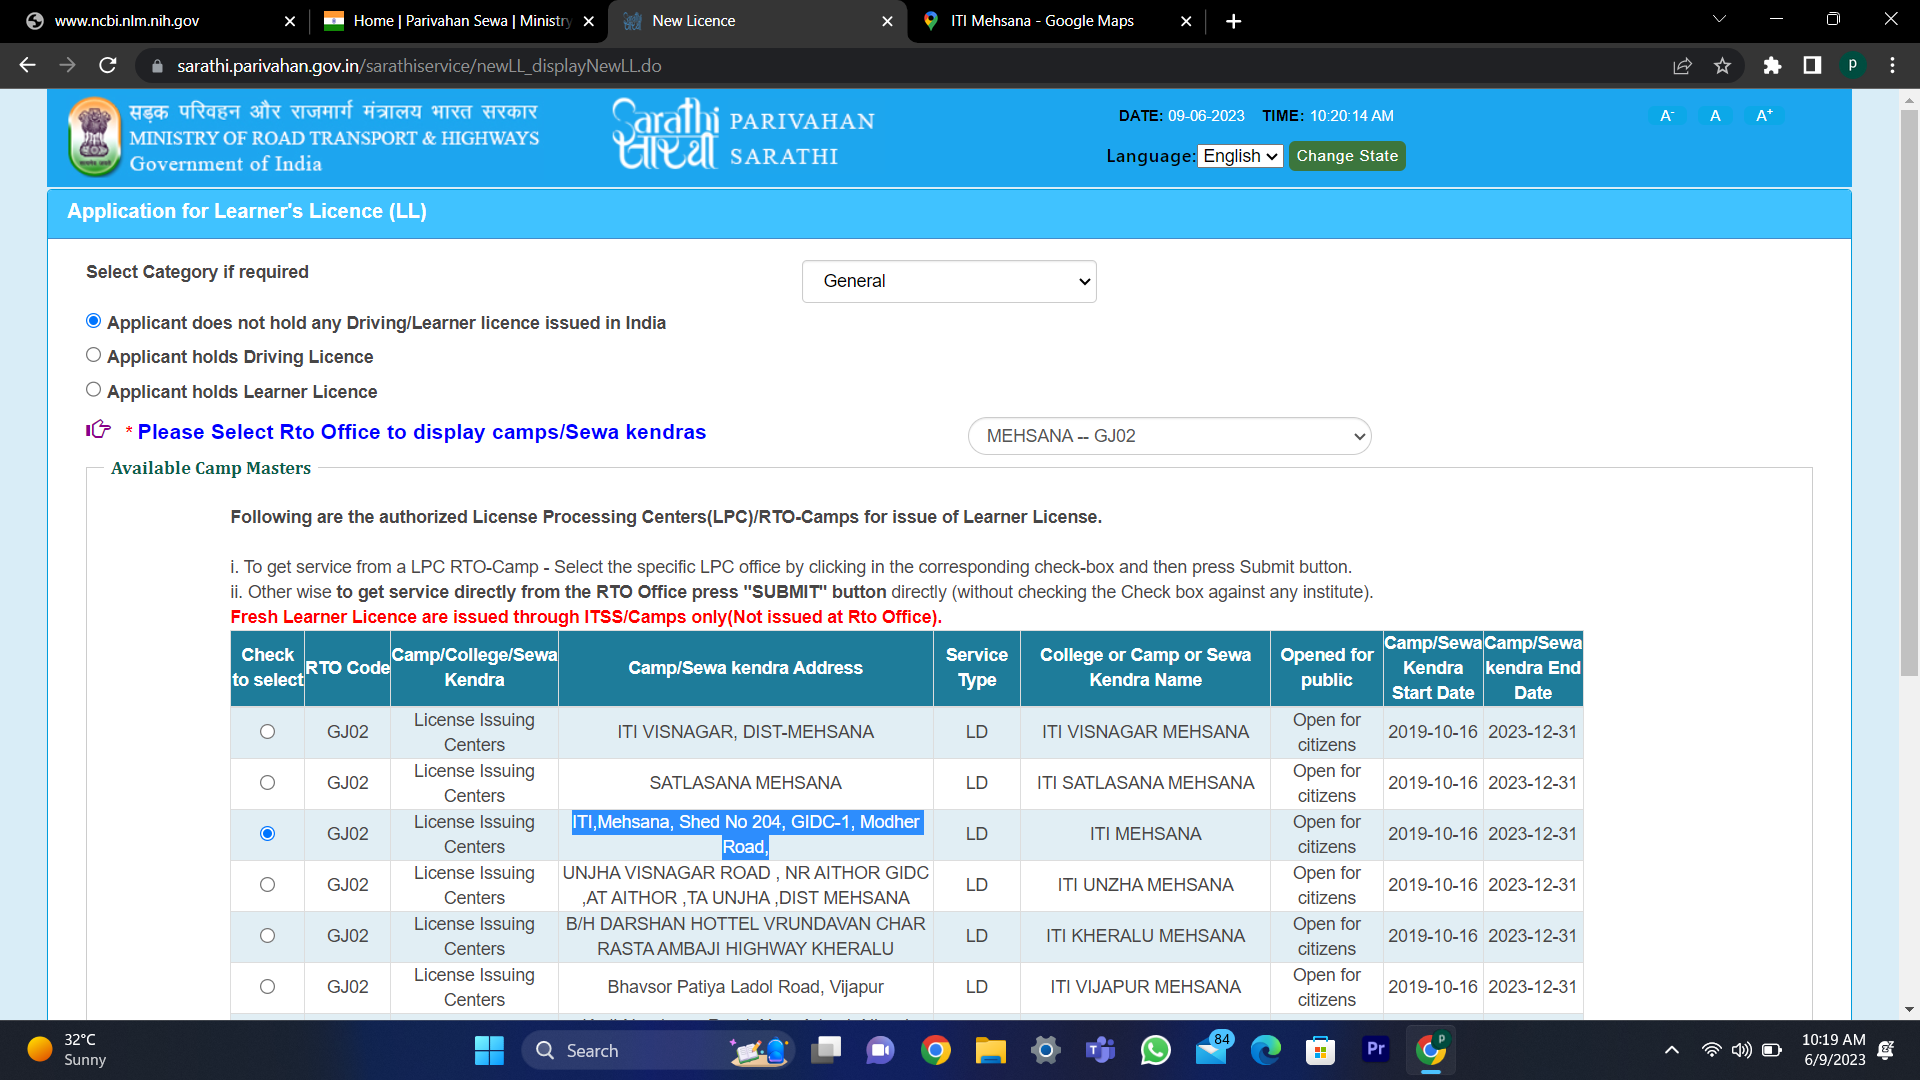 www.ncbi.nlm.nih.gov
Home | Parivahan Sewa | Ministry
New Licence
ITI Mehsana - Google Maps
sarathi.parivahan.gov.in/sarathiservice/newLL_displayNewLL.do
P
सड़क परिवहन और राजमार्ग मंत्रालय भारत सरकार
MINISTRY OF ROAD TRANSPORT & HIGHWAYS
Government of India
Sarathi
सारथी
PARIVAHAN
SARATHI
DATE: 09-06-2023 TIME: 10:20:14 AM
Language: English Change State
A- A A+
Application for Learner's Licence (LL)
Select Category if required
General
Applicant does not hold any Driving/Learner licence issued in India
Applicant holds Driving Licence
Applicant holds Learner Licence
* Please Select Rto Office to display camps/Sewa kendras
MEHSANA -- GJ02
Available Camp Masters
Following are the authorized License Processing Centers(LPC)/RTO-Camps for issue of Learner License.
i. To get service from a LPC RTO-Camp - Select the specific LPC office by clicking in the corresponding check-box and then press Submit button.
ii. Other wise to get service directly from the RTO Office press "SUBMIT" button directly (without checking the Check box against any institute).
Fresh Learner Licence are issued through ITSS/Camps only(Not issued at Rto Office).
Check to select RTO Code Camp/College/Sewa Kendra Camp/Sewa kendra Address Service Type College or Camp or Sewa Kendra Name Opened for public Camp/Sewa Kendra Start Date Camp/Sewa kendra End Date
GJ02 License Issuing Centers ITI VISNAGAR, DIST-MEHSANA LD ITI VISNAGAR MEHSANA Open for citizens 2019-10-16 2023-12-31
GJ02 License Issuing Centers SATLASANA MEHSANA LD ITI SATLASANA MEHSANA Open for citizens 2019-10-16 2023-12-31
GJ02 License Issuing Centers ITI,Mehsana, Shed No 204, GIDC-1, Modher Road, LD ITI MEHSANA Open for citizens 2019-10-16 2023-12-31
GJ02 License Issuing Centers UNJHA VISNAGAR ROAD , NR AITHOR GIDC ,AT AITHOR ,TA UNJHA ,DIST MEHSANA LD ITI UNZHA MEHSANA Open for citizens 2019-10-16 2023-12-31
GJ02 License Issuing Centers B/H DARSHAN HOTTEL VRUNDAVAN CHAR RASTA AMBAJI HIGHWAY KHERALU LD ITI KHERALU MEHSANA Open for citizens 2019-10-16 2023-12-31
GJ02 License Issuing Centers Bhavsor Patiya Ladol Road, Vijapur LD ITI VIJAPUR MEHSANA Open for citizens 2019-10-16 2023-12-31
32°C
Sunny
Search
84
Pr
P
10:19 AM
6/9/2023